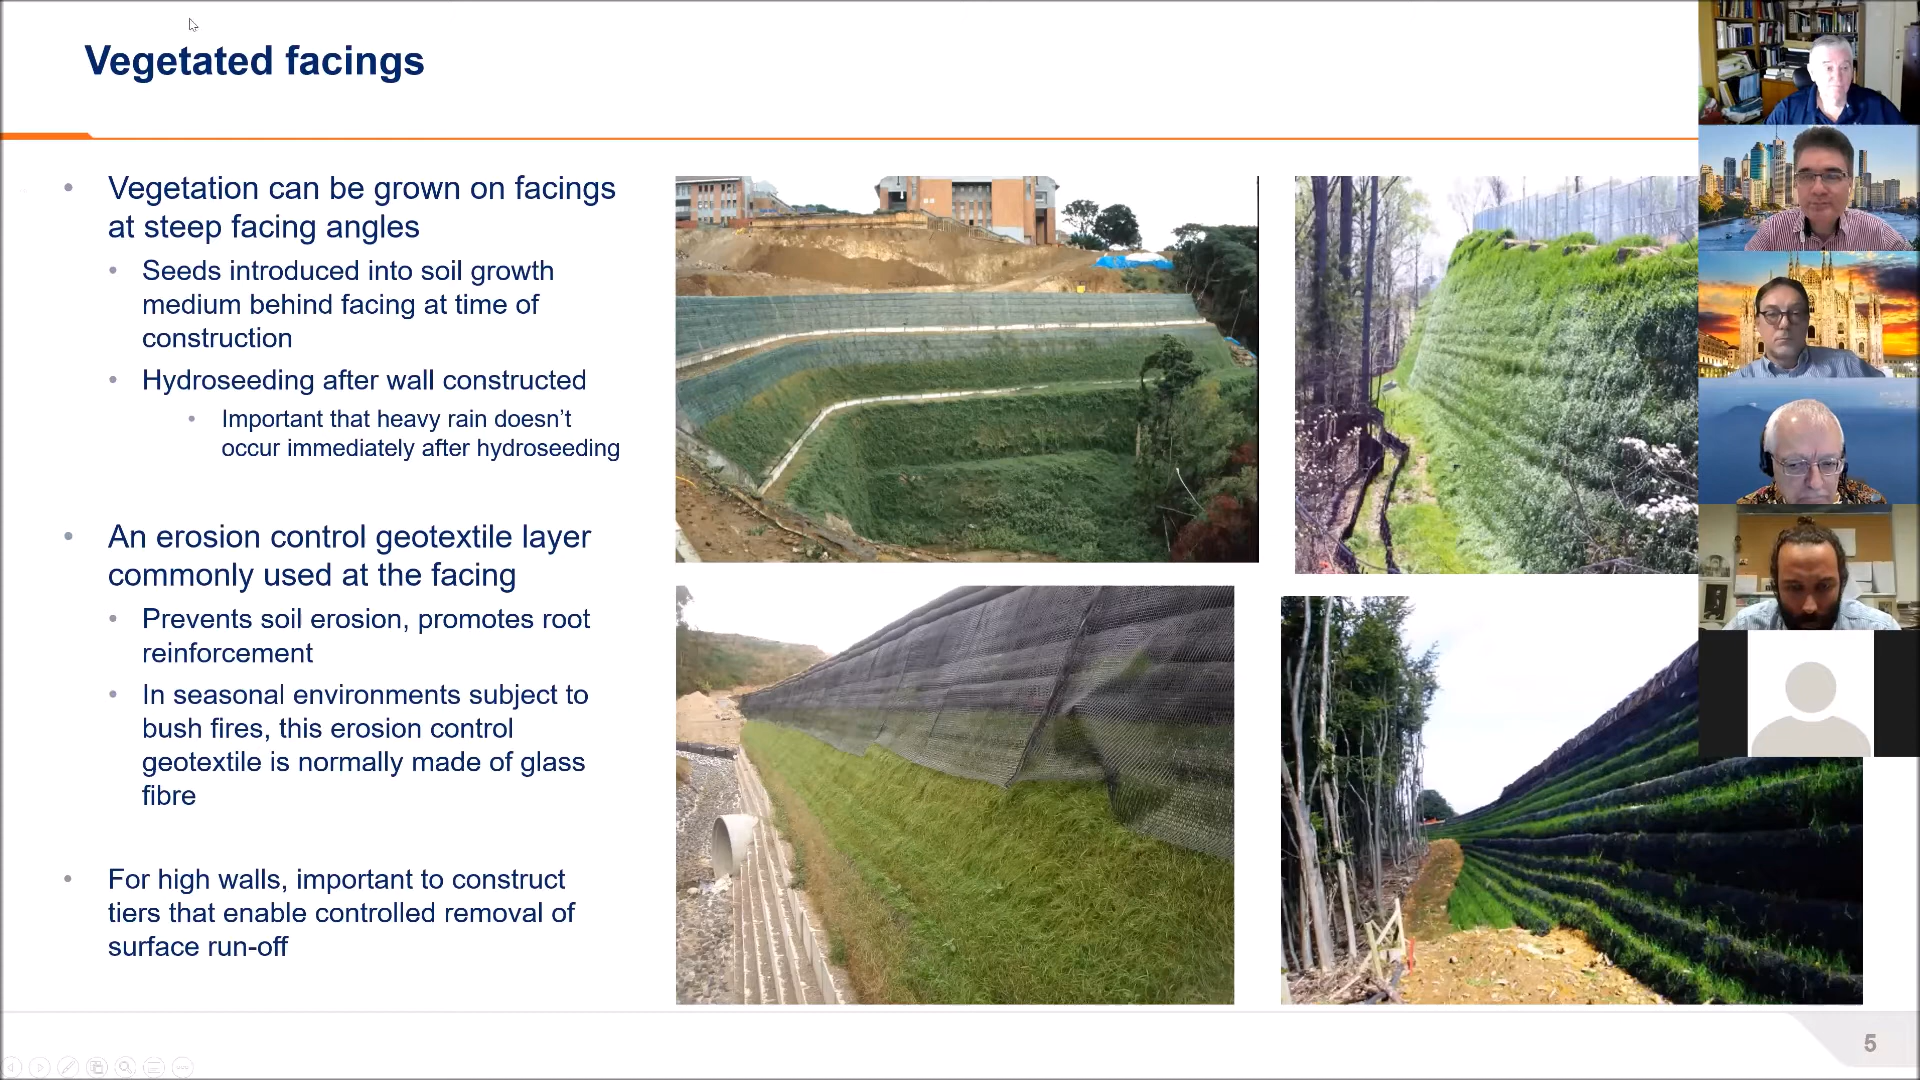 Vegetated facings
Vegetation can be grown on facings
at steep facing angles
Seeds introduced into soil growth
medium behind facing at time of
construction
Hydroseeding after wall constructed
Important that heavy rain doesn’t
occur immediately after hydroseeding
An erosion control geotextile layer
commonly used at the facing
Prevents soil erosion, promotes root
reinforcement
In seasonal environments subject to
bush fires, this erosion control
geotextile is normally made of glass
fibre
For high walls, important to construct
tiers that enable controlled removal of
surface run-off
5